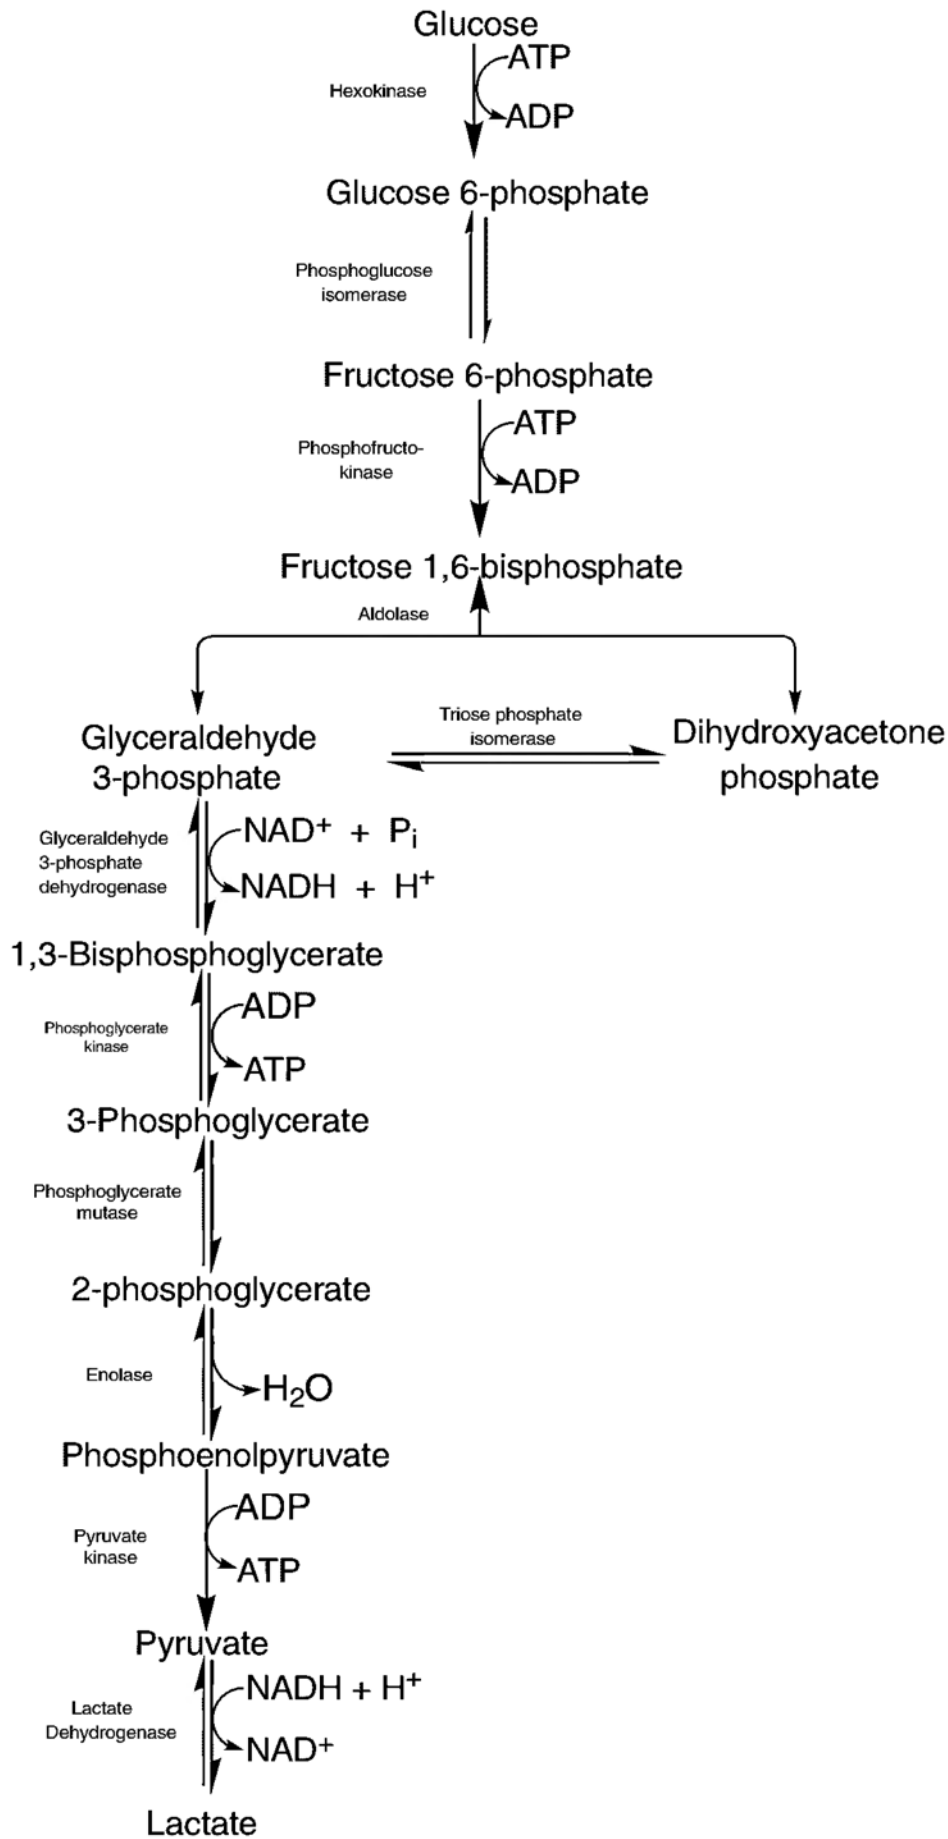 Glucose
ATP
Hexokinase
ADP
Glucose 6-phosphate
Phosphoglucose
isomerase
Fructose 6-phosphate
ATP
Phosphofructo-
kinase
ADP
Fructose 1,6-bisphosphate
Aldolase
Triose phosphate
isomerase
Glyceraldehyde
3-phosphate
Dihydroxyacetone
phosphate
Glyceraldehyde
3-phosphate
dehydrogenase
NAD⁺ + Pᵢ
NADH + H⁺
1,3-Bisphosphoglycerate
ADP
Phosphoglycerate
kinase
ATP
3-Phosphoglycerate
Phosphoglycerate
mutase
2-phosphoglycerate
Enolase
H₂O
Phosphoenolpyruvate
ADP
Pyruvate
kinase
ATP
Pyruvate
NADH + H⁺
Lactate
Dehydrogenase
NAD⁺
Lactate